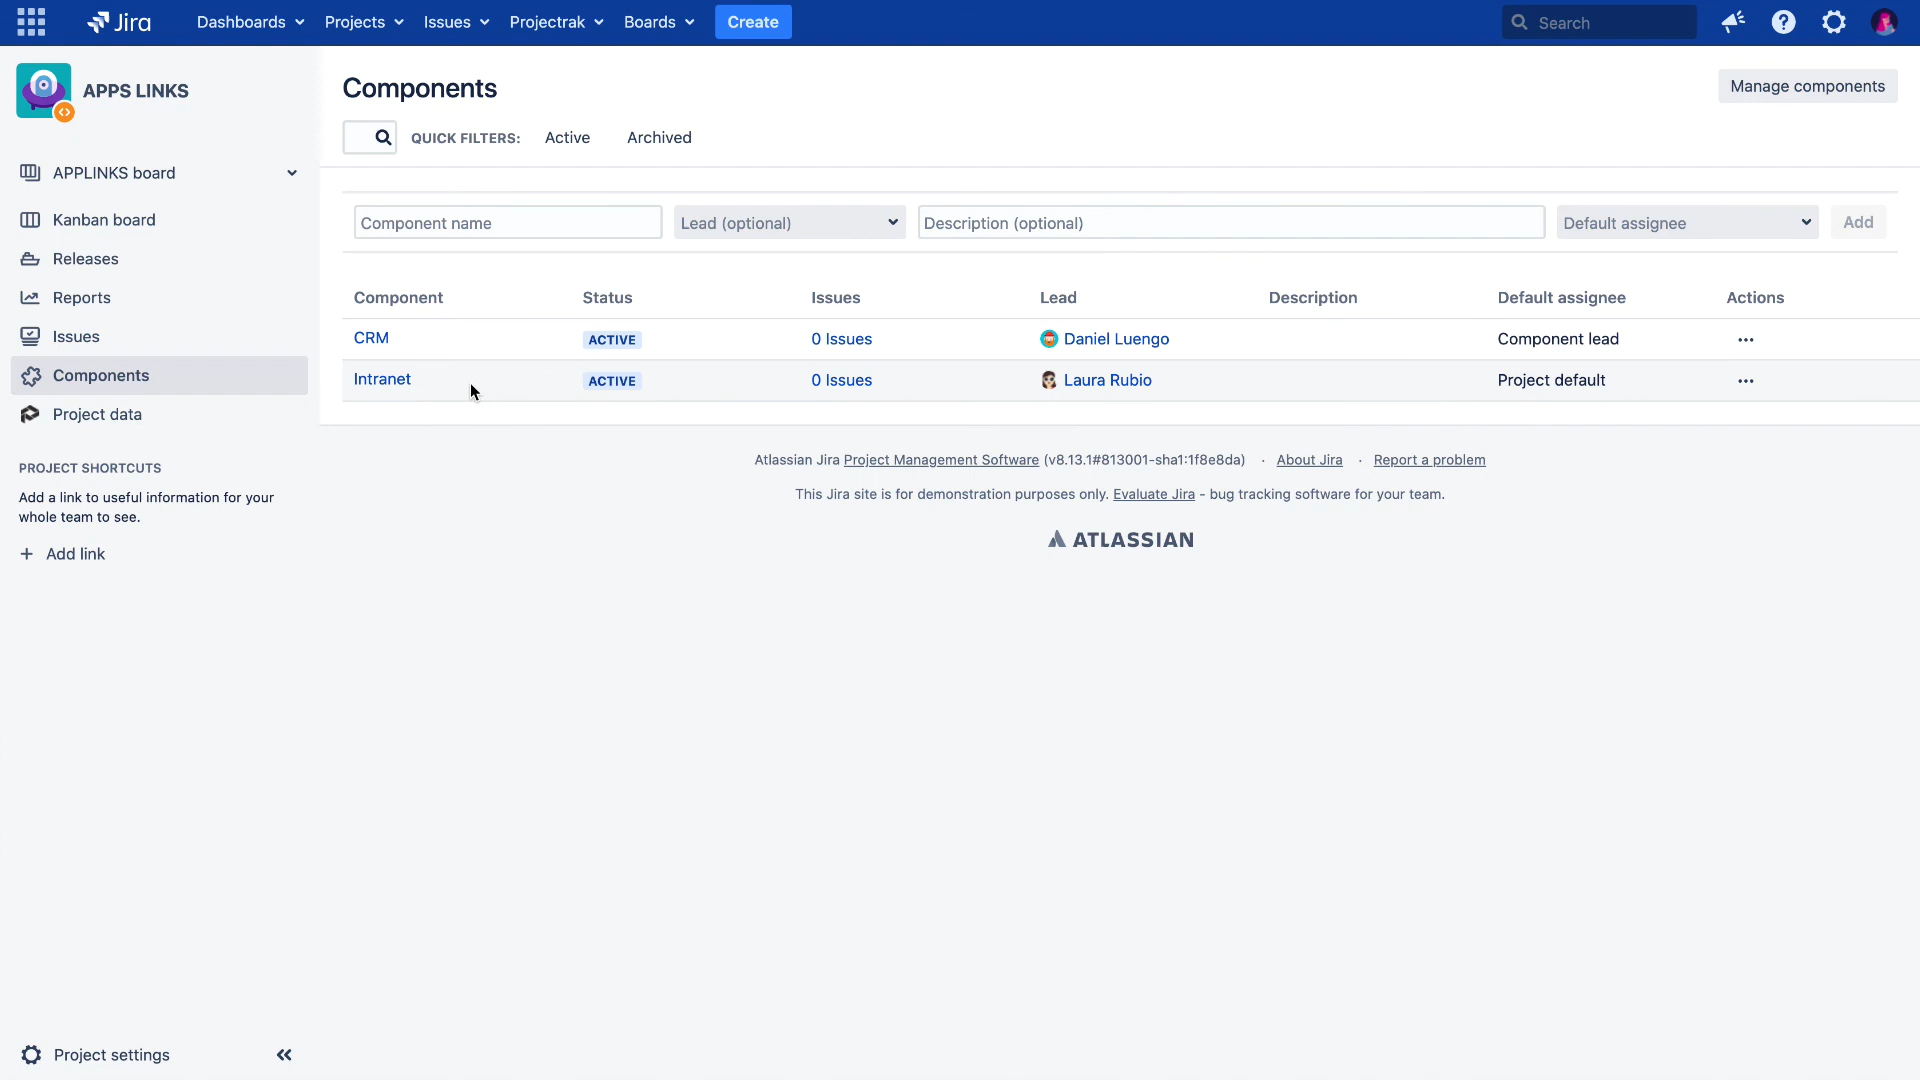 Jira Dashboards Projects Issues Projectrak Boards Create Search
APPS LINKS
APPLINKS board
Kanban board
Releases
Reports
Issues
Components
Project data
PROJECT SHORTCUTS
Add a link to useful information for your
whole team to see.
+ Add link
Project settings
Components
Manage components
QUICK FILTERS: Active Archived
Component name Lead (optional) Description (optional) Default assignee Add
Component Status Issues Lead Description Default assignee Actions
CRM ACTIVE 0 Issues Daniel Luengo Component lead
Intranet ACTIVE 0 Issues Laura Rubio Project default
Atlassian Jira Project Management Software (v8.13.1#813001-sha1:1f8e8da) · About Jira · Report a problem
This Jira site is for demonstration purposes only. Evaluate Jira - bug tracking software for your team.
ATLASSIAN